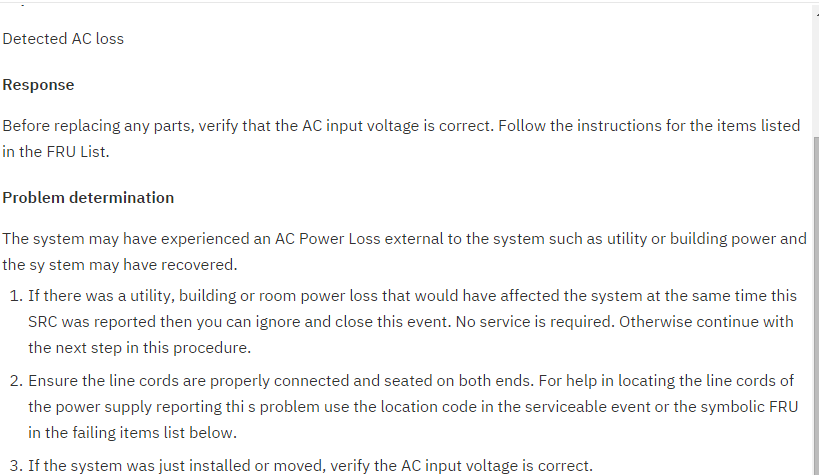 Detected AC loss
Response
Before replacing any parts, verify that the AC input voltage is correct. Follow the instructions for the items listed
in the FRU List.
Problem determination
The system may have experienced an AC Power Loss external to the system such as utility or building power and
the sy stem may have recovered.
1. If there was a utility, building or room power loss that would have affected the system at the same time this
SRC was reported then you can ignore and close this event. No service is required. Otherwise continue with
the next step in this procedure.
2. Ensure the line cords are properly connected and seated on both ends. For help in locating the line cords of
the power supply reporting thi s problem use the location code in the serviceable event or the symbolic FRU
in the failing items list below.
3. If the system was just installed or moved, verify the AC input voltage is correct.